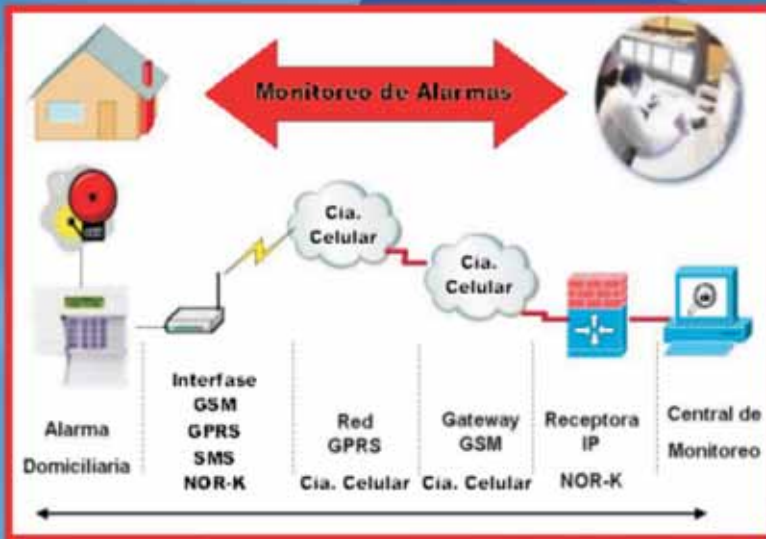 Monitoreo de Alarmas
Cía.
Celular
Cía.
Celular
Alarma
Domiciliaria
Interfase
GSM
GPRS
SMS
NOR-K
Red
GPRS
Cía. Celular
Gateway
GSM
Cía. Celular
Receptora
IP
NOR-K
Central de
Monitoreo